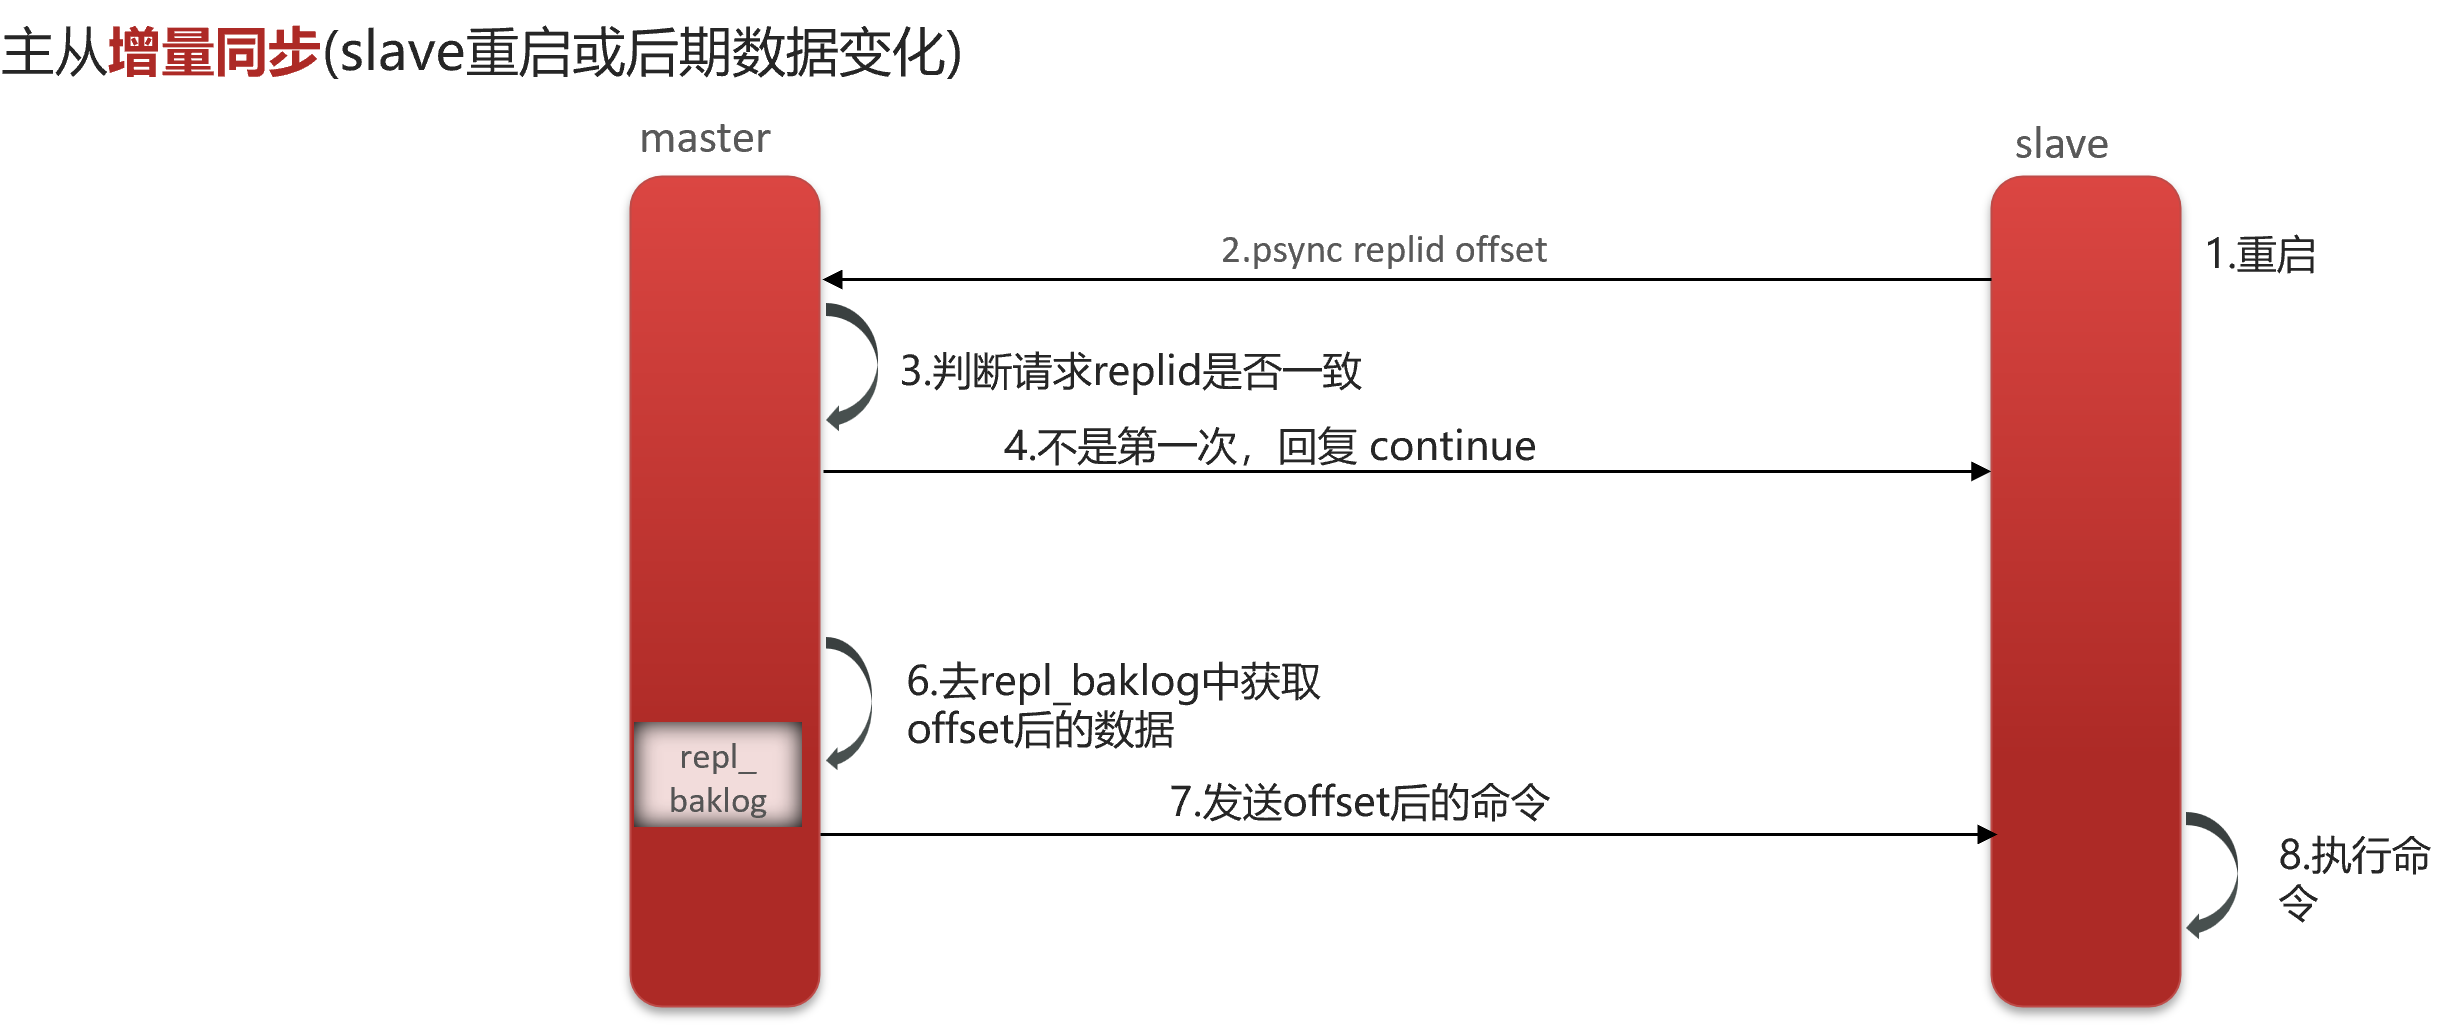 主从增量同步(slave重启或后期数据变化)
master
slave
2.psync replid offset
1.重启
3.判断请求replid是否一致
4.不是第一次，回复 continue
6.去repl_baklog中获取
offset后的数据
repl_
baklog
7.发送offset后的命令
8.执行命
令